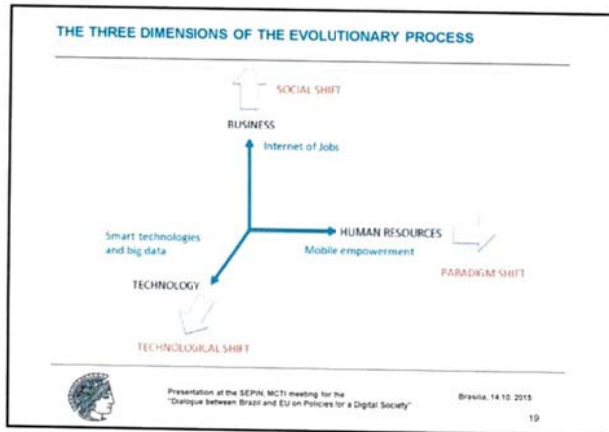 THE THREE DIMENSIONS OF THE EVOLUTIONARY PROCESS
SOCIAL SHIFT
BUSINESS
Internet of Jobs
Smart technologies
and big data
HUMAN RESOURCES
Mobile empowerment
PARADIGM SHIFT
TECHNOLOGY
TECHNOLOGICAL SHIFT
Presentation at the SEPIN, MCTI meeting for the
"Dialogue between Brazil and EU on Policies for a Digital Society"
Brasilia, 14.10. 2015
19